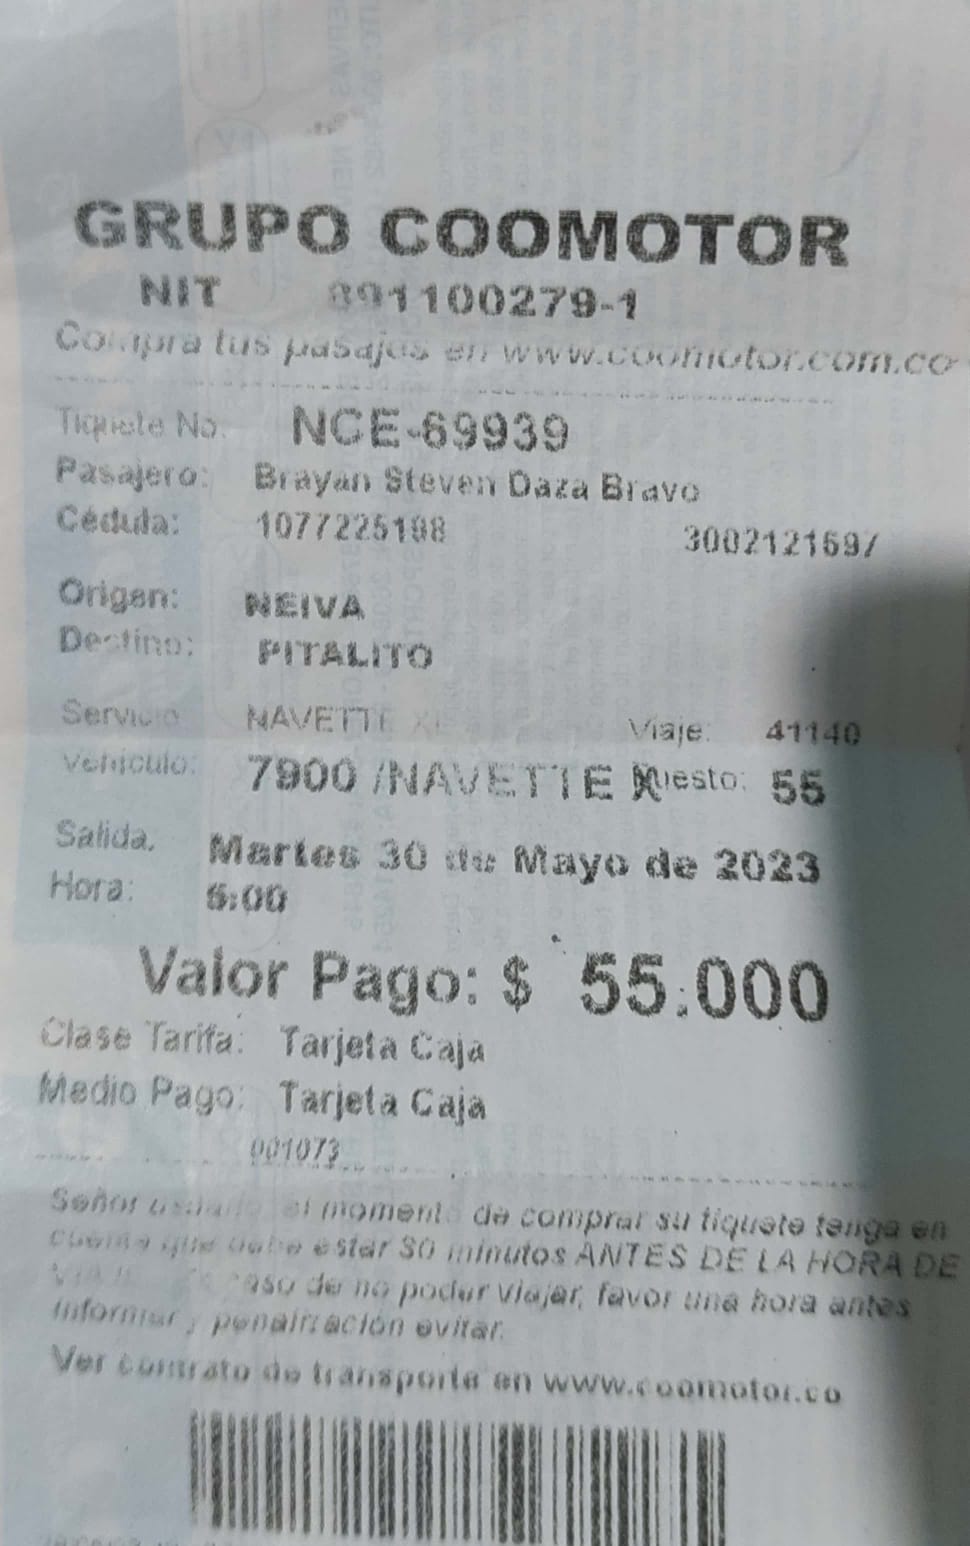 GRUPO COOMOTOR
NIT 891100279-1
Compra tus pasajes en www.coomotor.com.co
Tiquete No. NCE-69939
Pasajero: Brayan Steven Daza Bravo
Cédula: 1077225198 3002121697
Origen: NEIVA
Destino: PITALITO
Servicio NAVETTE XL Viaje: 41140
Vehículo: 7900 /NAVETTE X Puesto: 55
Salida. Martes 30 de Mayo de 2023
Hora: 5:00
Valor Pago: $ 55.000
Clase Tarifa: Tarjeta Caja
Medio Pago: Tarjeta Caja
001073
Señor usuario al momento de comprar su tiquete tenga en
cuenta que debe estar 30 minutos ANTES DE LA HORA DE
VIAJE. caso de no poder viajar, favor una hora antes
informar y penalización evitar.
Ver contrato de transporte en www.coomotor.co